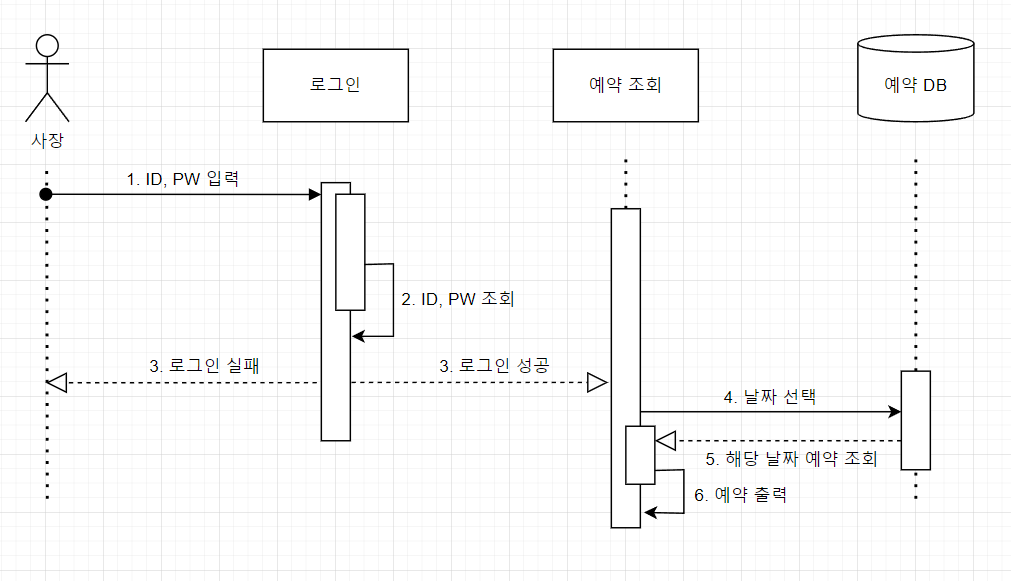 로그인
예약 조회
예약 DB
사장
1. ID, PW 입력
2. ID, PW 조회
3. 로그인 실패
3. 로그인 성공
4. 날짜 선택
5. 해당 날짜 예약 조회
6. 예약 출력